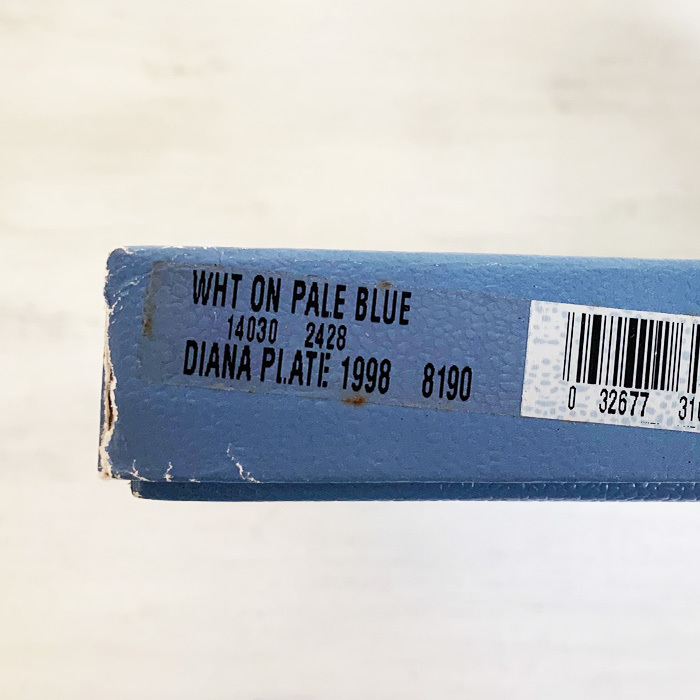 WHT ON PALE BLUE
14030 2428
DIANA PLATE 1998 8190
0 32677